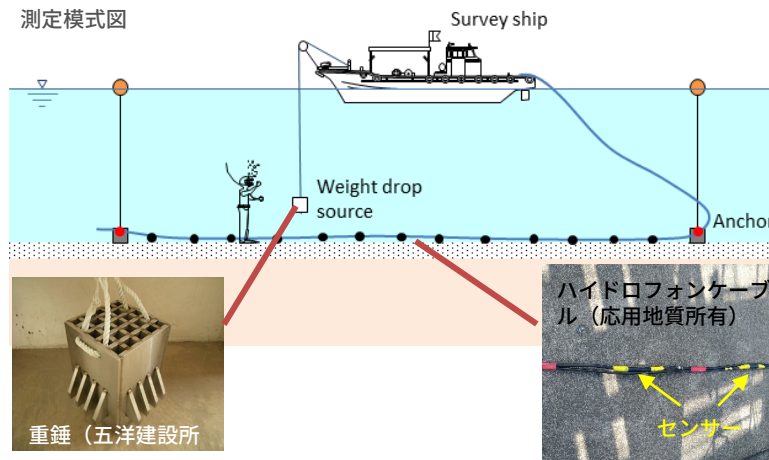 測定模式図
Survey ship
Weight drop
source
Anchor
ハイドロフォンケーブ
ル（応用地質所有）
センサー
重錘（五洋建設所